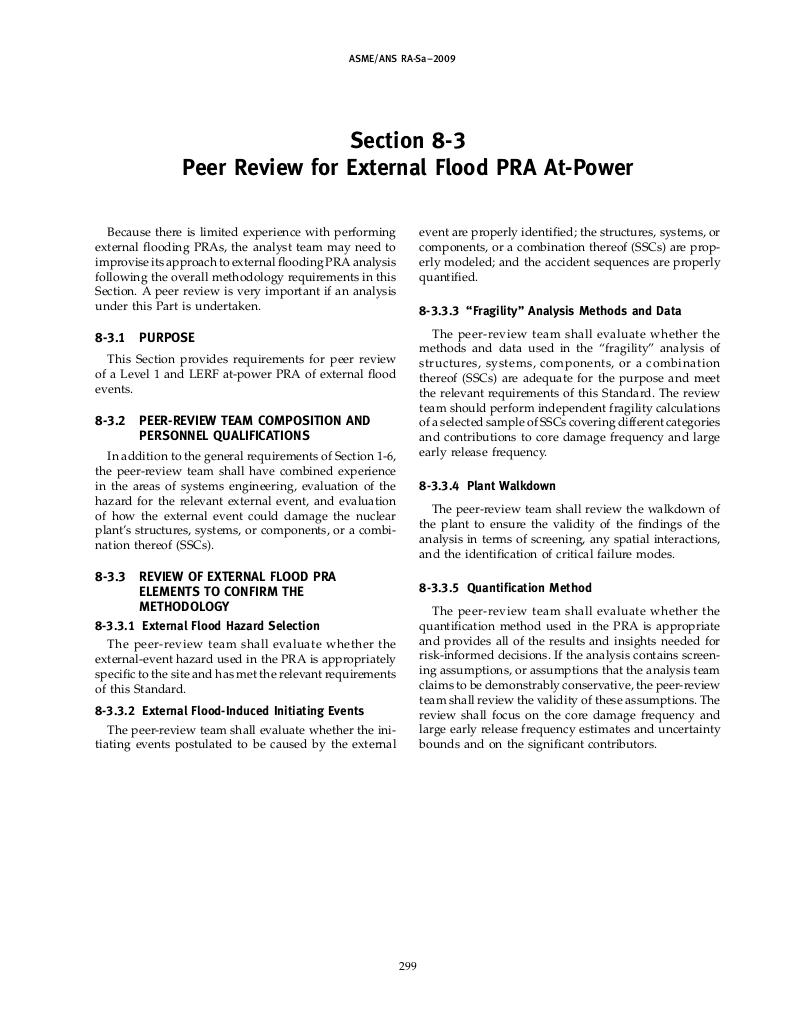 ASME/ANS RA-Sa–2009
Section 8-3
Peer Review for External Flood PRA At-Power
Because there is limited experience with performing
external flooding PRAs, the analyst team may need to
improvise its approach to external flooding PRA analysis
following the overall methodology requirements in this
Section. A peer review is very important if an analysis
under this Part is undertaken.
8-3.1 PURPOSE
This Section provides requirements for peer review
of a Level 1 and LERF at-power PRA of external flood
events.
8-3.2 PEER-REVIEW TEAM COMPOSITION AND
PERSONNEL QUALIFICATIONS
In addition to the general requirements of Section 1-6,
the peer-review team shall have combined experience
in the areas of systems engineering, evaluation of the
hazard for the relevant external event, and evaluation
of how the external event could damage the nuclear
plant's structures, systems, or components, or a combi-
nation thereof (SSCs).
8-3.3 REVIEW OF EXTERNAL FLOOD PRA
ELEMENTS TO CONFIRM THE
METHODOLOGY
8-3.3.1 External Flood Hazard Selection
The peer-review team shall evaluate whether the
external-event hazard used in the PRA is appropriately
specific to the site and has met the relevant requirements
of this Standard.
8-3.3.2 External Flood-Induced Initiating Events
The peer-review team shall evaluate whether the ini-
tiating events postulated to be caused by the external
event are properly identified; the structures, systems, or
components, or a combination thereof (SSCs) are prop-
erly modeled; and the accident sequences are properly
quantified.
8-3.3.3 “Fragility” Analysis Methods and Data
The peer-review team shall evaluate whether the
methods and data used in the “fragility” analysis of
structures, systems, components, or a combination
thereof (SSCs) are adequate for the purpose and meet
the relevant requirements of this Standard. The review
team should perform independent fragility calculations
of a selected sample of SSCs covering different categories
and contributions to core damage frequency and large
early release frequency.
8-3.3.4 Plant Walkdown
The peer-review team shall review the walkdown of
the plant to ensure the validity of the findings of the
analysis in terms of screening, any spatial interactions,
and the identification of critical failure modes.
8-3.3.5 Quantification Method
The peer-review team shall evaluate whether the
quantification method used in the PRA is appropriate
and provides all of the results and insights needed for
risk-informed decisions. If the analysis contains screen-
ing assumptions, or assumptions that the analysis team
claims to be demonstrably conservative, the peer-review
team shall review the validity of these assumptions. The
review shall focus on the core damage frequency and
large early release frequency estimates and uncertainty
bounds and on the significant contributors.
299